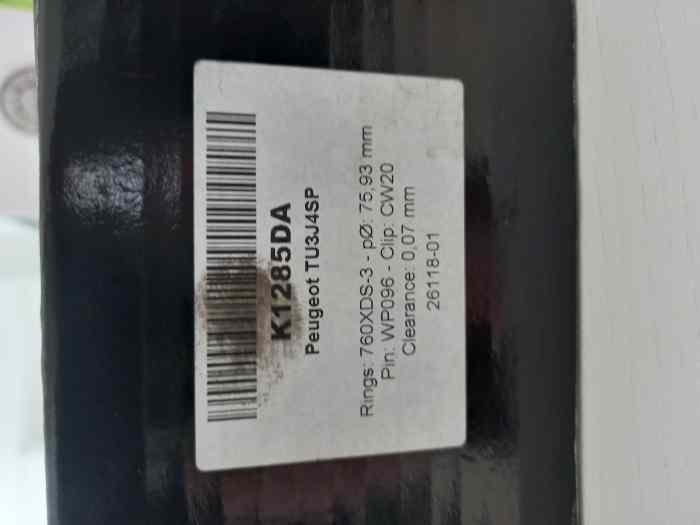 K1285DA
Peugeot TU3J4SP
Rings: 760XDS-3 - pØ: 75,93 mm
Pin: WP096 - Clip: CW20
Clearance: 0,07 mm
26118-01